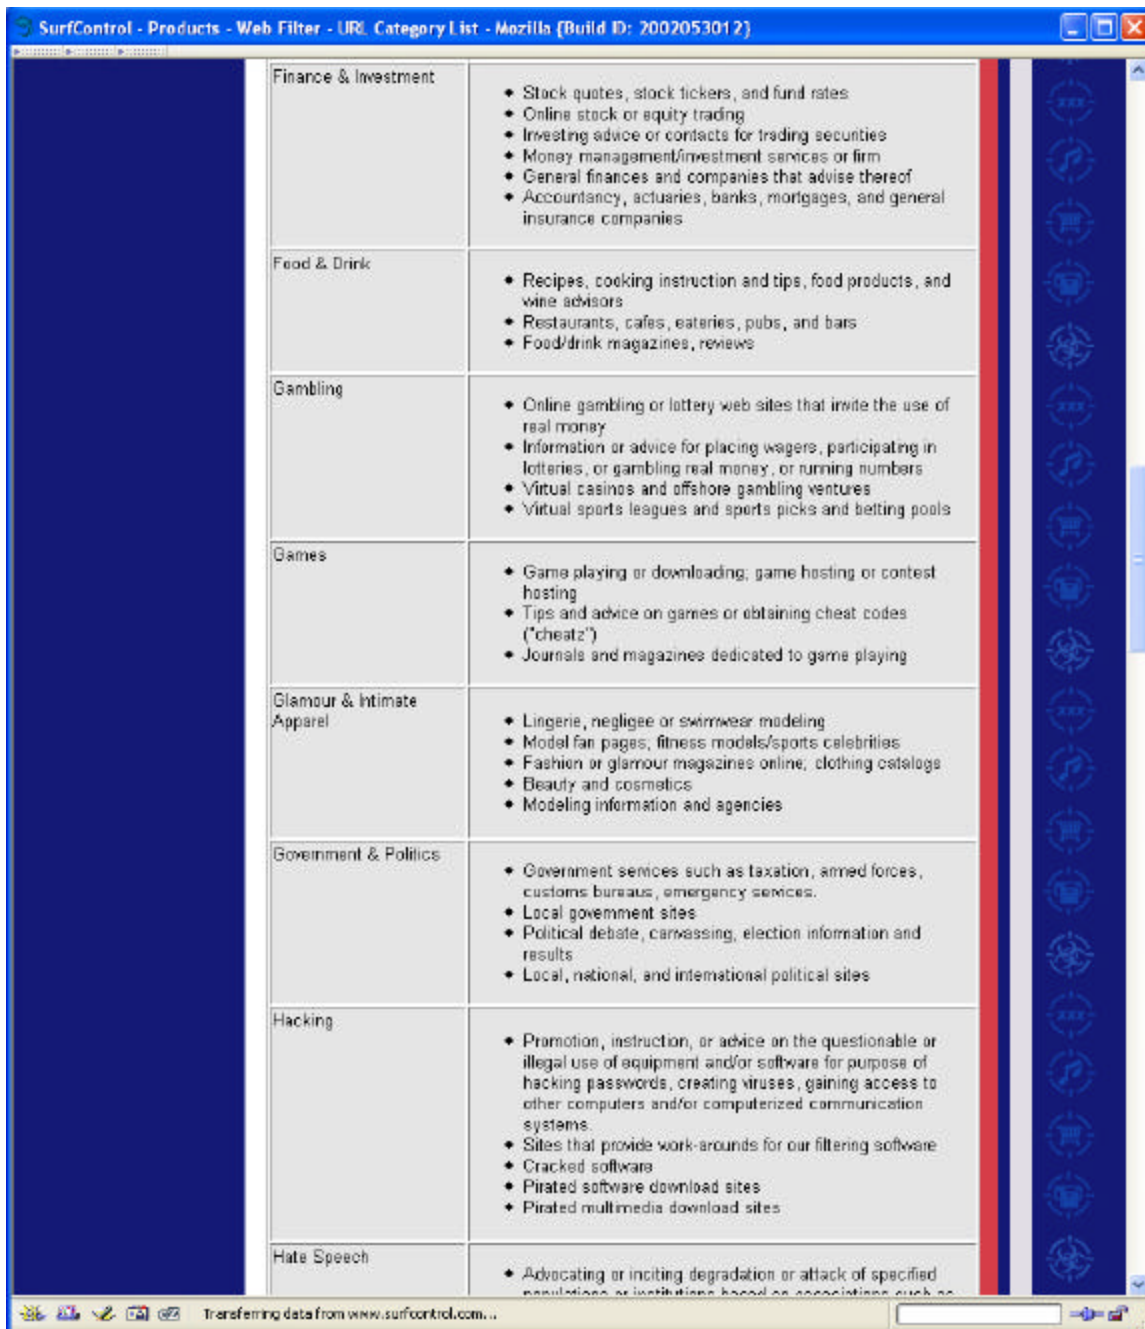 SurfControl - Products - Web Filter - URL Category List - Mozilla {Build ID: 2002053012}
Finance & Investment
Stock quotes, stock tickers, and fund rates
Online stock or equity trading
Investing advice or contacts for trading securities
Money management/investment services or firm
General finances and companies that advise thereof
Accountancy, actuaries, banks, mortgages, and general
insurance companies
Food & Drink
Recipes, cooking instruction and tips, food products, and
wine advisors
Restaurants, cafes, eateries, pubs, and bars
Food/drink magazines, reviews
Gambling
Online gambling or lottery web sites that invite the use of
real money
Information or advice for placing wagers, participating in
lotteries, or gambling real money, or running numbers
Virtual casinos and offshore gambling ventures
Virtual sports leagues and sports picks and betting pools
Games
Game playing or downloading; game hosting or contest
hosting
Tips and advice on games or obtaining cheat codes
("cheatz")
Journals and magazines dedicated to game playing
Glamour & Intimate
Apparel
Lingerie, negligee or swimwear modeling
Model fan pages; fitness models/sports celebrities
Fashion or glamour magazines online; clothing catalogs
Beauty and cosmetics
Modeling information and agencies
Government & Politics
Government services such as taxation, armed forces,
customs bureaus, emergency services.
Local government sites
Political debate, canvassing, election information and
results
Local, national, and international political sites
Hacking
Promotion, instruction, or advice on the questionable or
illegal use of equipment and/or software for purpose of
hacking passwords, creating viruses, gaining access to
other computers and/or computerized communication
systems.
Sites that provide work-arounds for our filtering software
Cracked software
Pirated software download sites
Pirated multimedia download sites
Hate Speech
Advocating or inciting degradation or attack of specified
populations or institutions based on associations such as
Transferring data from www.surfcontrol.com...